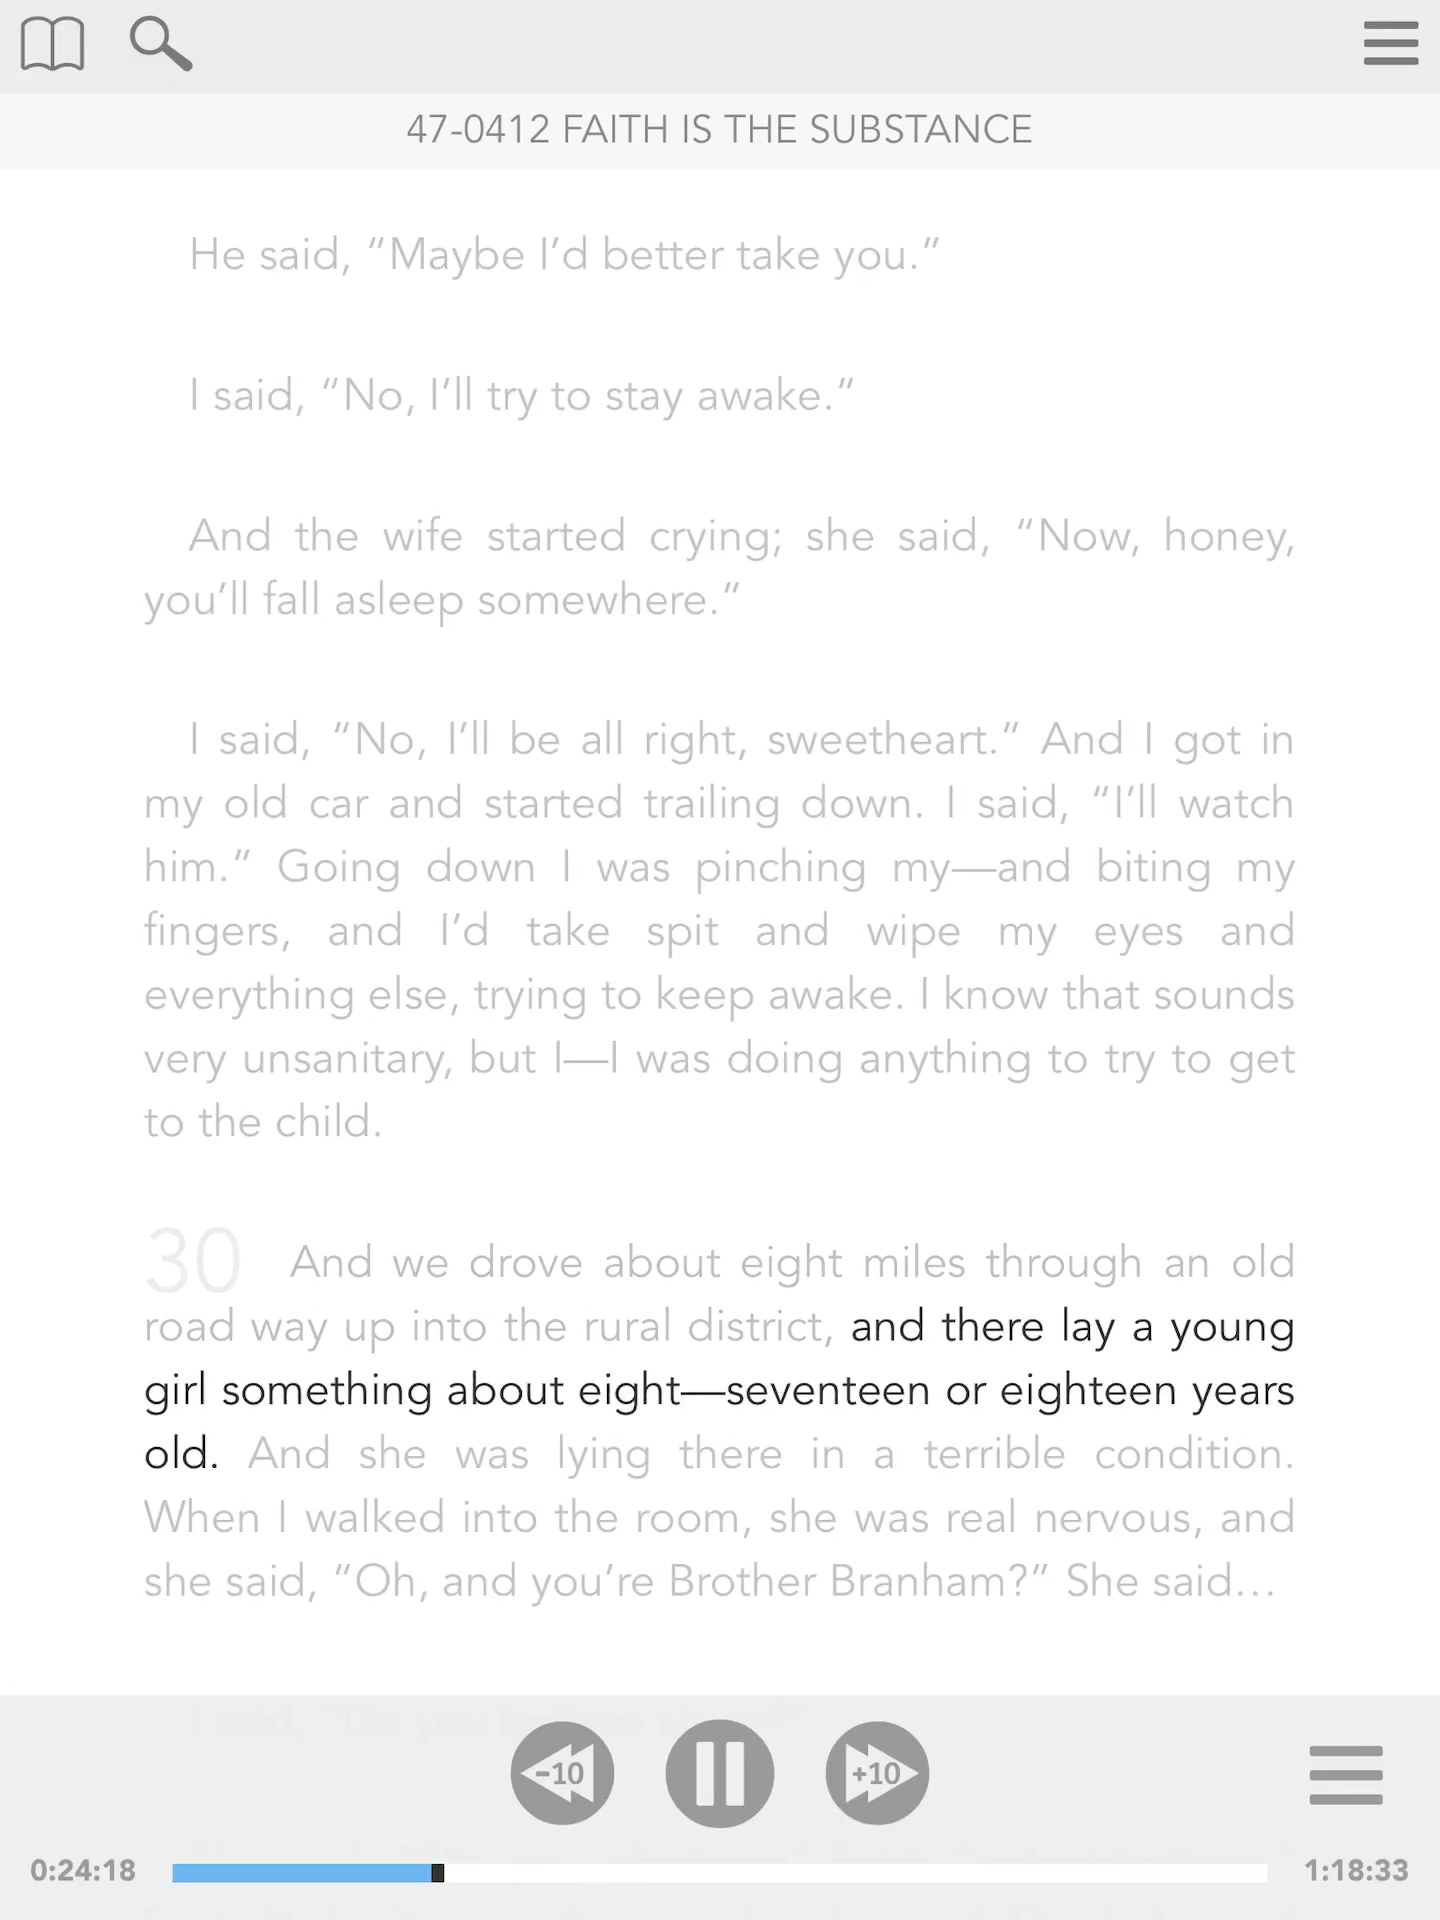 47-0412 FAITH IS THE SUBSTANCE
He said, “Maybe I’d better take you.”
I said, “No, I’ll try to stay awake.”
And the wife started crying; she said, “Now, honey,
you’ll fall asleep somewhere.”
I said, “No, I’ll be all right, sweetheart.” And I got in
my old car and started trailing down. I said, “I’ll watch
him.” Going down I was pinching my—and biting my
fingers, and I’d take spit and wipe my eyes and
everything else, trying to keep awake. I know that sounds
very unsanitary, but I—I was doing anything to try to get
to the child.
30 And we drove about eight miles through an old
road way up into the rural district, and there lay a young
girl something about eight—seventeen or eighteen years
old. And she was lying there in a terrible condition.
When I walked into the room, she was real nervous, and
she said, “Oh, and you’re Brother Branham?” She said…
-10 +10
0:24:18 1:18:33